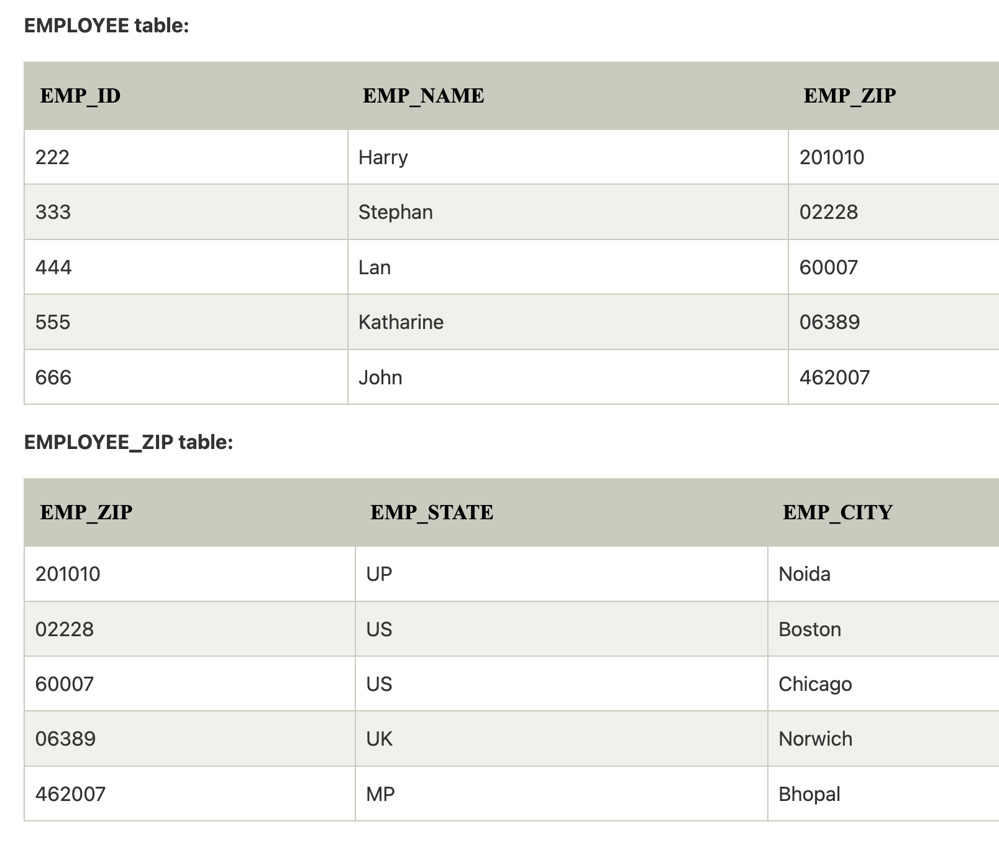 EMPLOYEE table:
EMP_ID EMP_NAME EMP_ZIP
222 Harry 201010
333 Stephan 02228
444 Lan 60007
555 Katharine 06389
666 John 462007
EMPLOYEE_ZIP table:
EMP_ZIP EMP_STATE EMP_CITY
201010 UP Noida
02228 US Boston
60007 US Chicago
06389 UK Norwich
462007 MP Bhopal